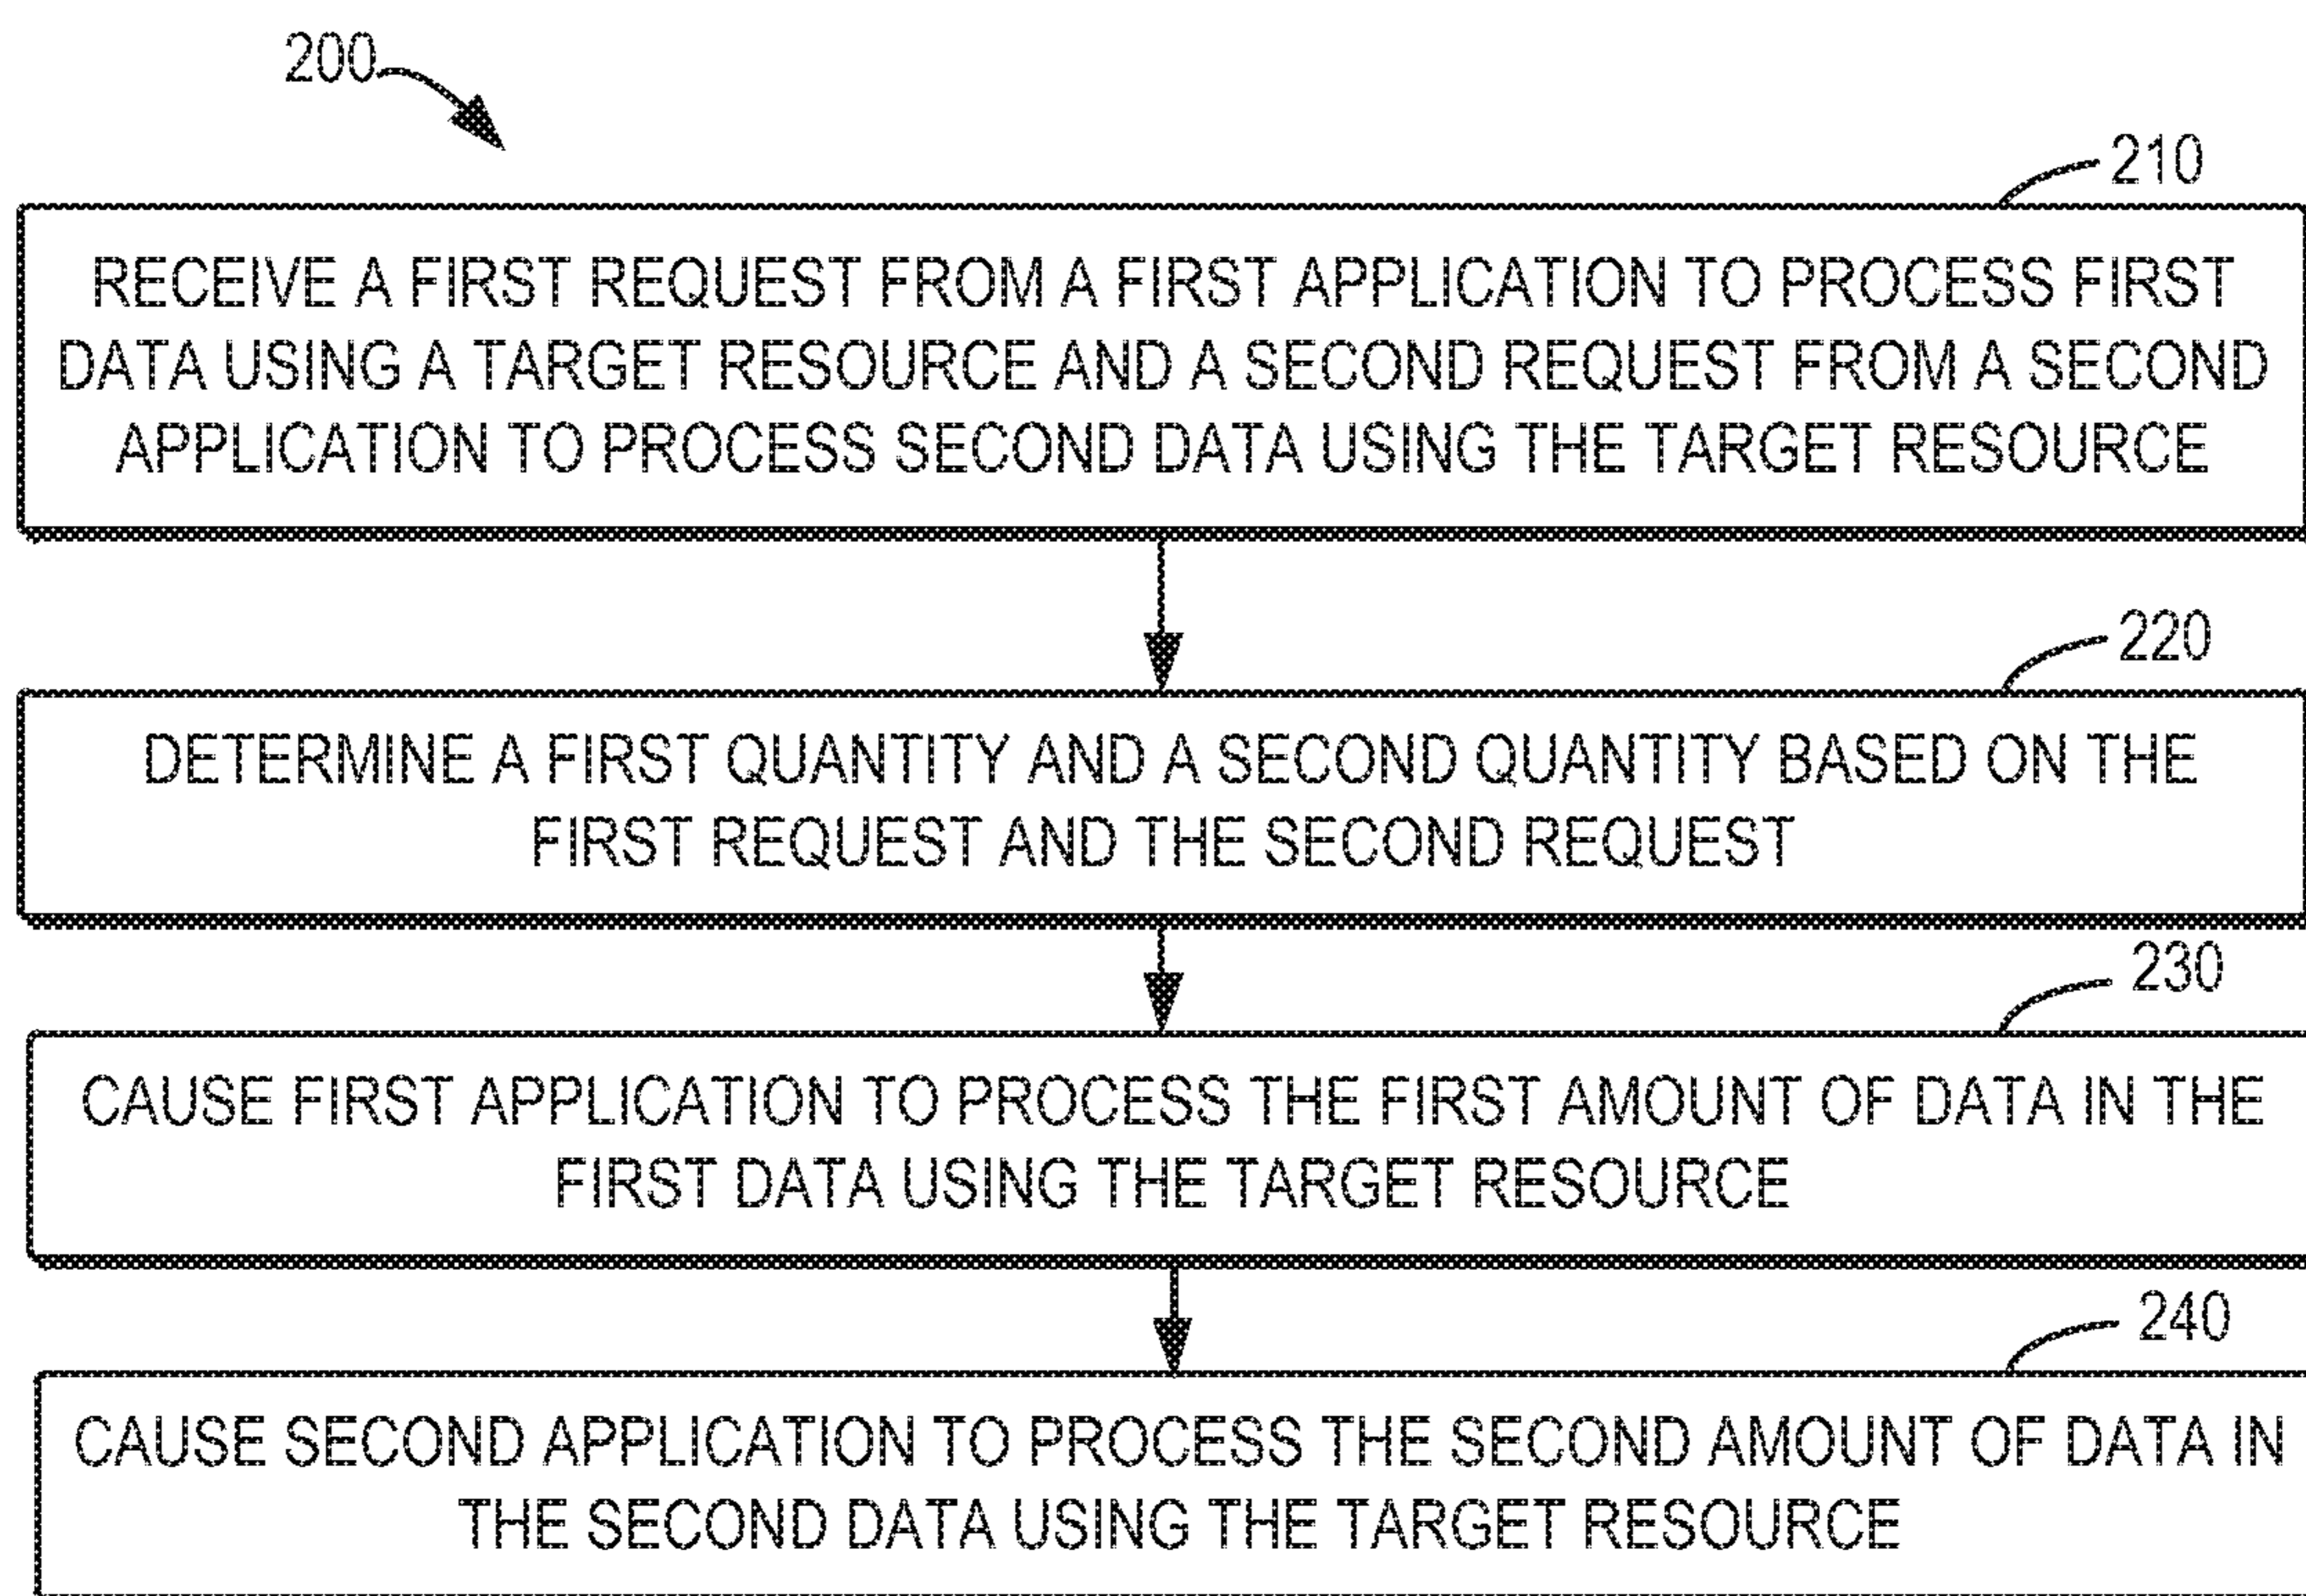 200
210
RECEIVE A FIRST REQUEST FROM A FIRST APPLICATION TO PROCESS FIRST
DATA USING A TARGET RESOURCE AND A SECOND REQUEST FROM A SECOND
APPLICATION TO PROCESS SECOND DATA USING THE TARGET RESOURCE
220
DETERMINE A FIRST QUANTITY AND A SECOND QUANTITY BASED ON THE
FIRST REQUEST AND THE SECOND REQUEST
230
CAUSE FIRST APPLICATION TO PROCESS THE FIRST AMOUNT OF DATA IN THE
FIRST DATA USING THE TARGET RESOURCE
240
CAUSE SECOND APPLICATION TO PROCESS THE SECOND AMOUNT OF DATA IN
THE SECOND DATA USING THE TARGET RESOURCE